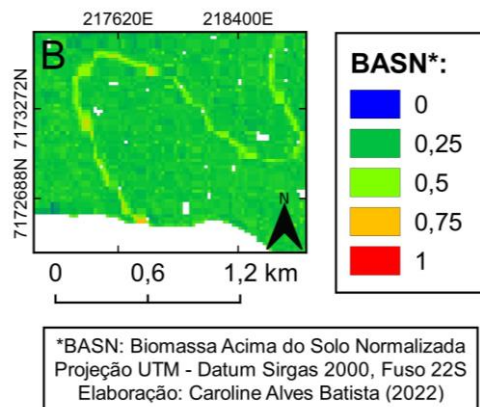 217620E 218400E
B
7173272N
7172688N
N
0 0,6 1,2 km
BASN*:
0
0,25
0,5
0,75
1
*BASN: Biomassa Acima do Solo Normalizada
Projeção UTM - Datum Sirgas 2000, Fuso 22S
Elaboração: Caroline Alves Batista (2022)